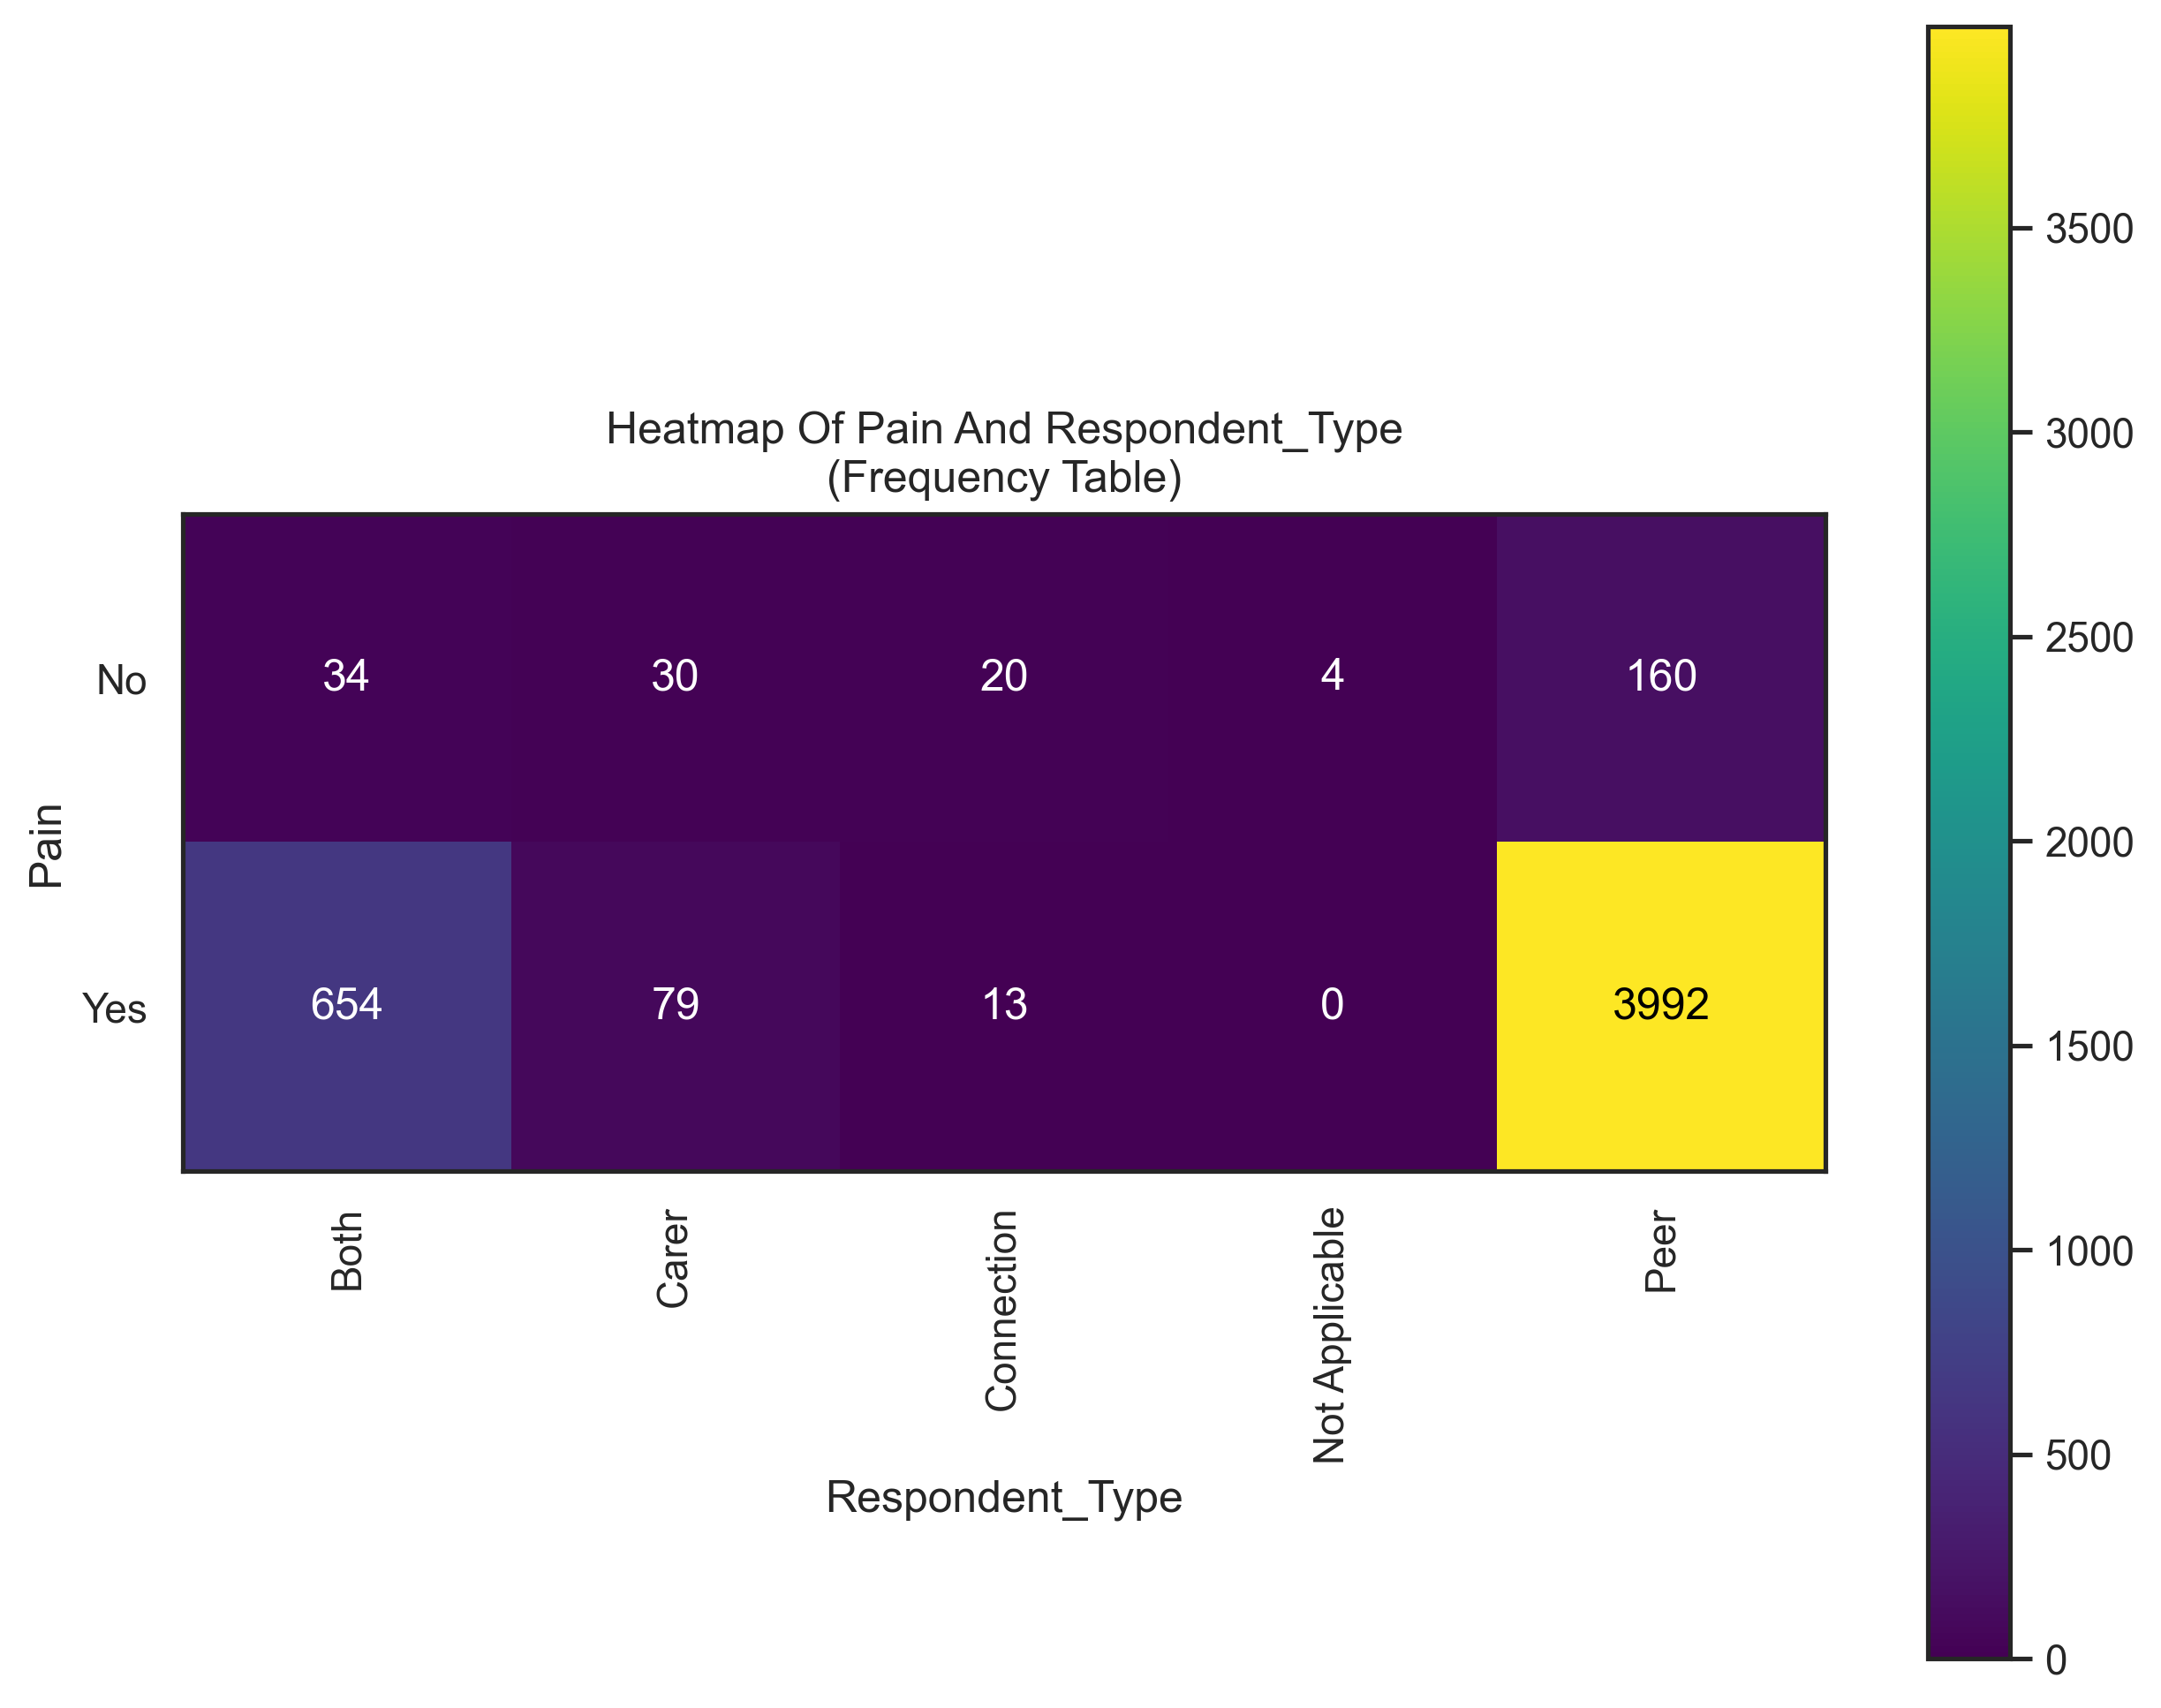 Heatmap Of Pain And Respondent_Type
(Frequency Table)
Pain
No
34
30
20
4
160
Yes
654
79
13
0
3992
Both
Carer
Connection
Not Applicable
Peer
Respondent_Type
3500
3000
2500
2000
1500
1000
500
0